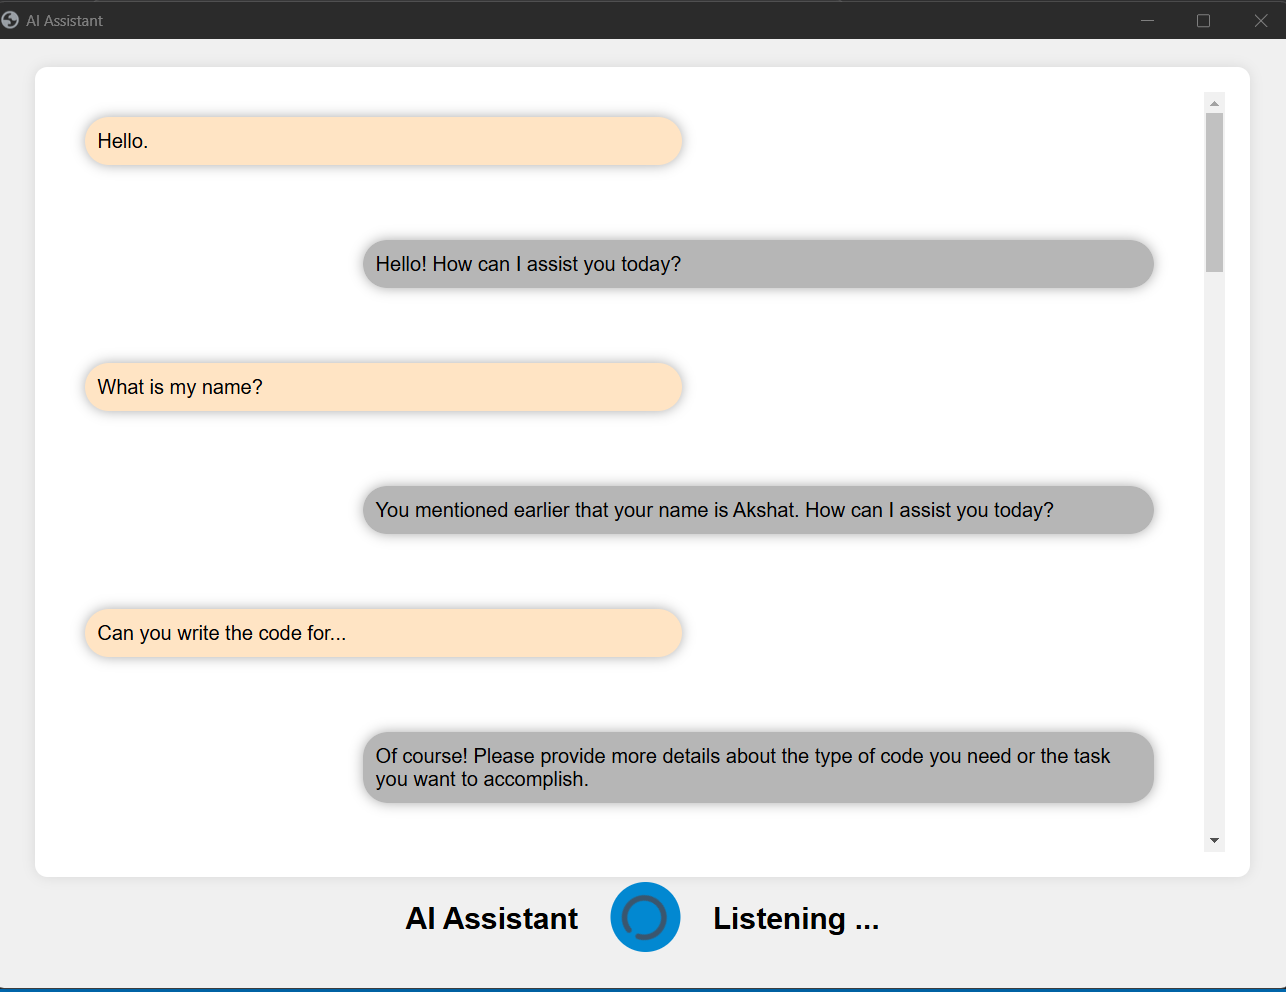 AI Assistant
Hello.
Hello! How can I assist you today?
What is my name?
You mentioned earlier that your name is Akshat. How can I assist you today?
Can you write the code for...
Of course! Please provide more details about the type of code you need or the task
you want to accomplish.
AI Assistant
Listening ...